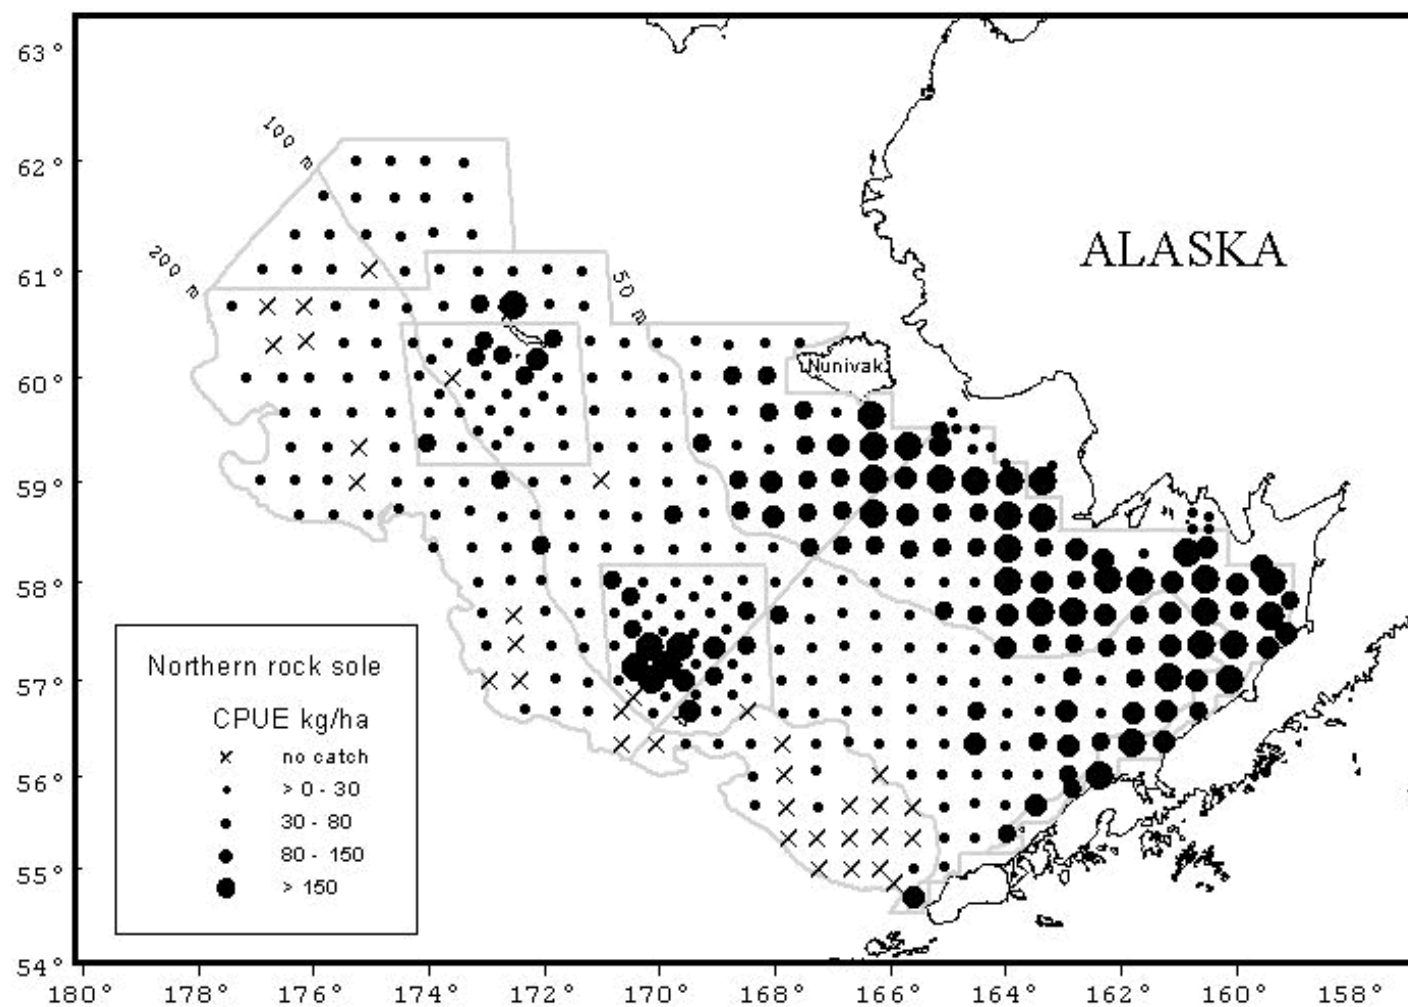 63°
62°
61°
60°
59°
58°
57°
56°
55°
54°
100 m
200 m
50 m
ALASKA
Nunivak
Northern rock sole
CPUE kg/ha
× no catch
> 0 - 30
30 - 80
80 - 150
> 150
180° 178° 176° 174° 172° 170° 168° 166° 164° 162° 160° 158°